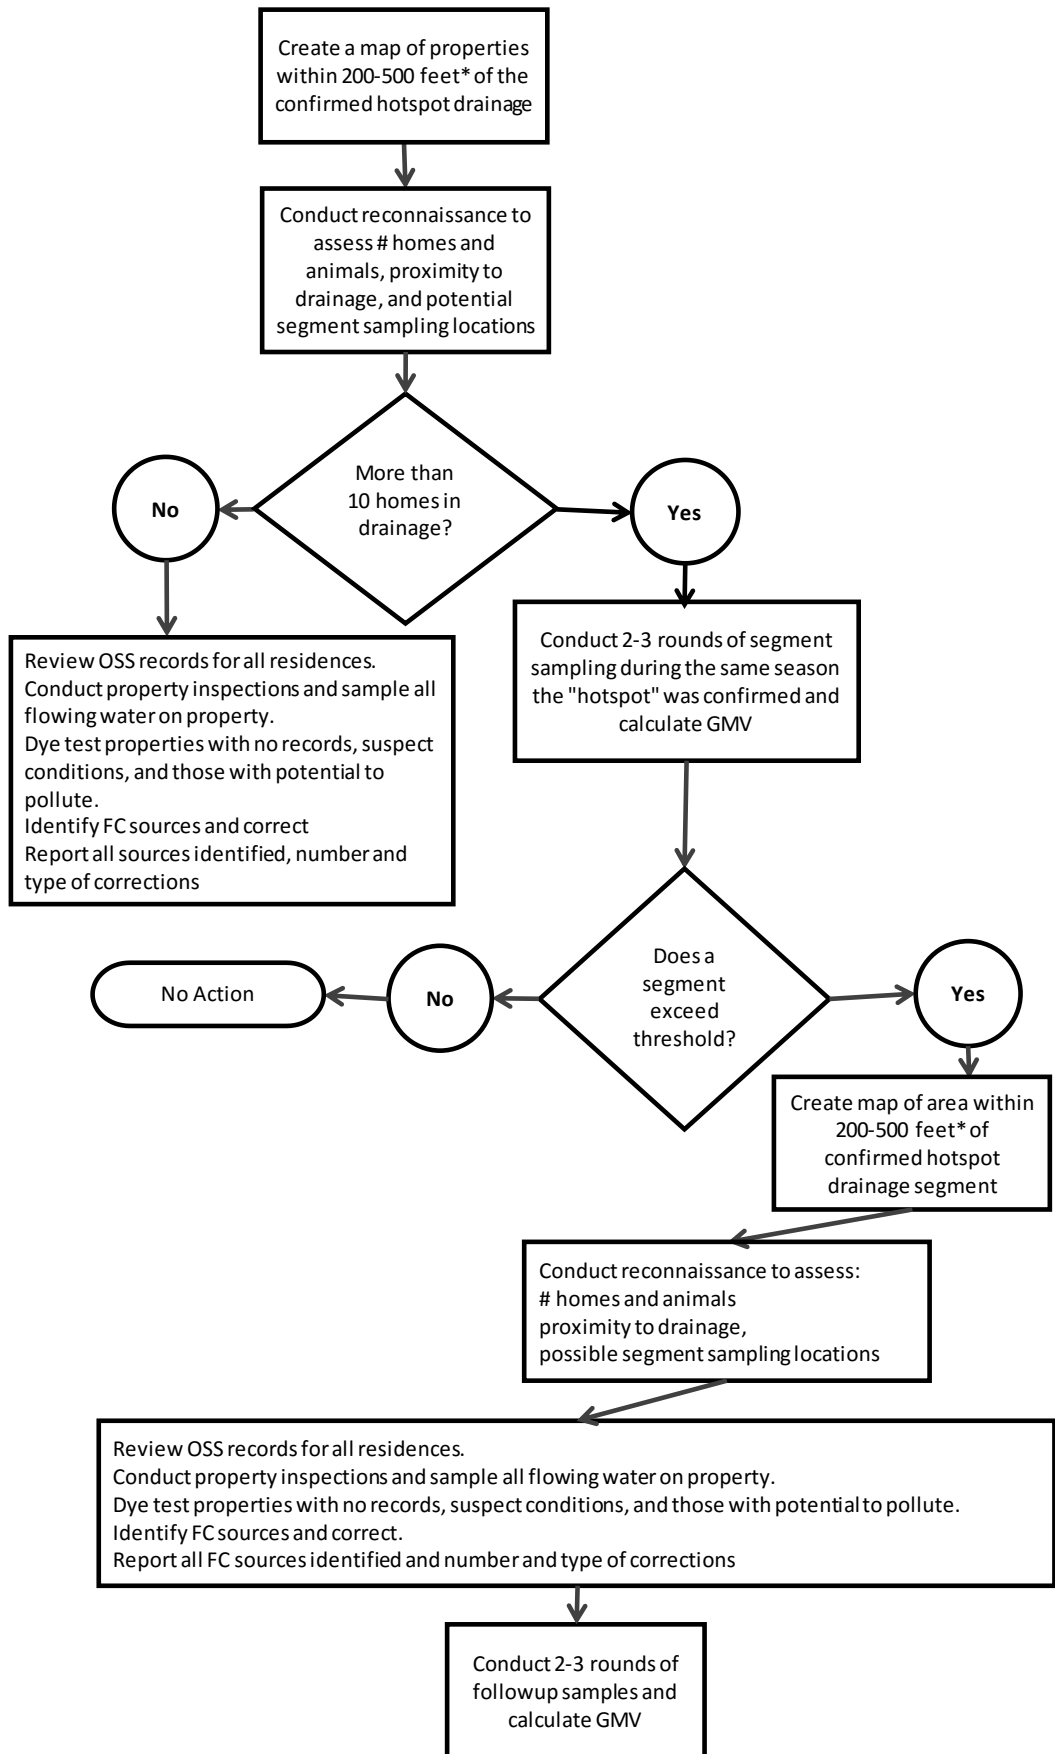 Create a map of properties
within 200-500 feet* of the
confirmed hotspot drainage
Conduct reconnaissance to
assess # homes and
animals, proximity to
drainage, and potential
segment sampling locations
More than
10 homes in
drainage?
No
Yes
Review OSS records for all residences.
Conduct property inspections and sample all
flowing water on property.
Dye test properties with no records, suspect
conditions, and those with potential to
pollute.
Identify FC sources and correct
Report all sources identified, number and
type of corrections
Conduct 2-3 rounds of segment
sampling during the same season
the "hotspot" was confirmed and
calculate GMV
Does a
segment
exceed
threshold?
No
No Action
Yes
Create map of area within
200-500 feet* of
confirmed hotspot
drainage segment
Conduct reconnaissance to assess:
# homes and animals
proximity to drainage,
possible segment sampling locations
Review OSS records for all residences.
Conduct property inspections and sample all flowing water on property.
Dye test properties with no records, suspect conditions, and those with potential to pollute.
Identify FC sources and correct.
Report all FC sources identified and number and type of corrections
Conduct 2-3 rounds of
followup samples and
calculate GMV